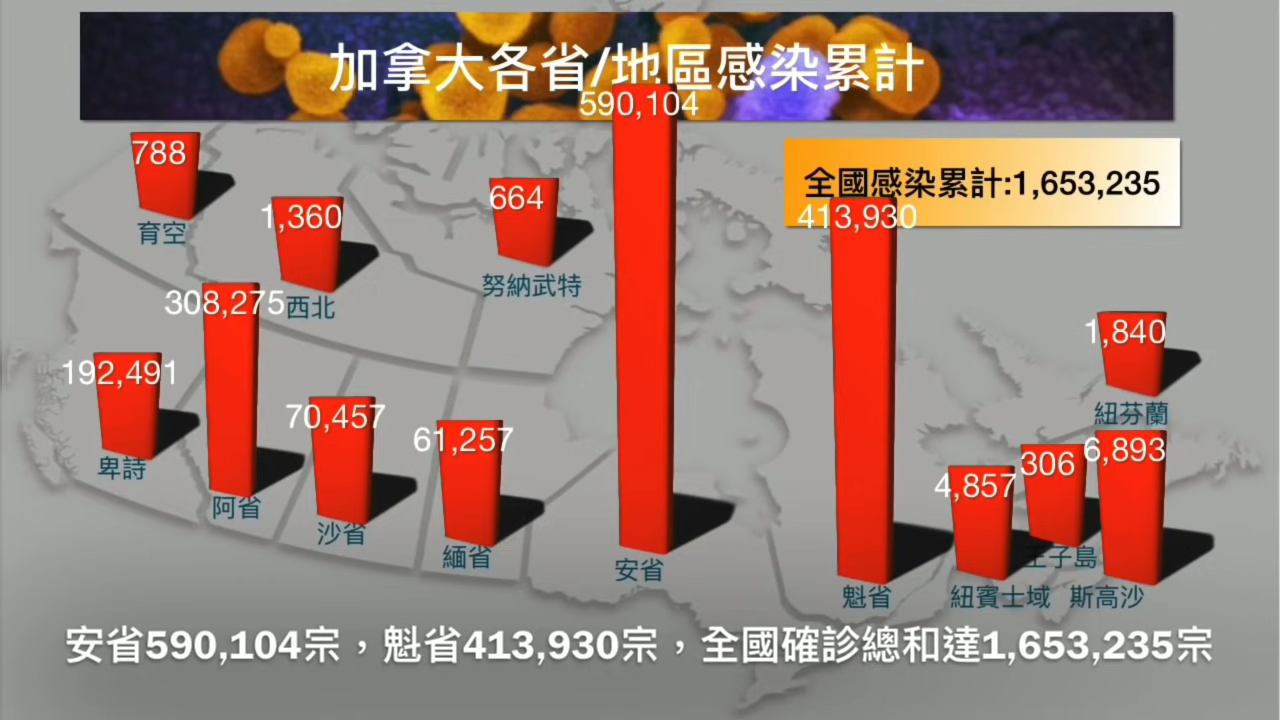 加拿大各省/地區感染累計
590,104
788
全國感染累計:1,653,235
664
1,360
413,930
育空
努納武特
308,275
西北
1,840
192,491
70,457
紐芬蘭
61,257
6,893
306
卑詩
4,857
阿省
沙省
緬省
王子島
安省
魁省
紐賓士域
斯高沙
安省590,104宗，魁省413,930宗，全國確診總和達1,653,235宗